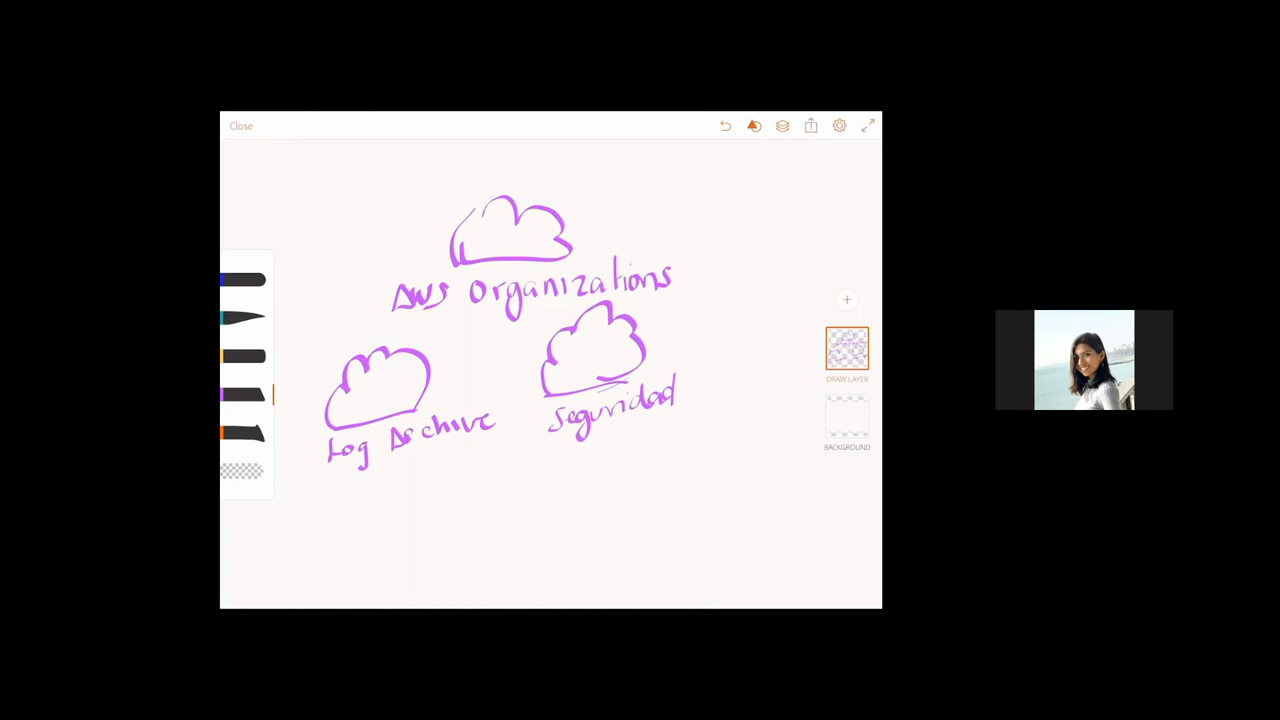 Close
AWS Organizations
Log Archive
Seguridad
DRAW LAYER
BACKGROUND